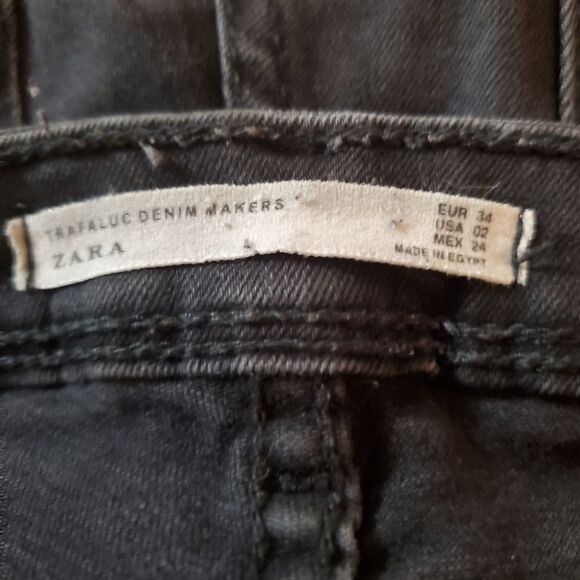 TRAFALUC DENIM MAKERS
ZARA
EUR 34
USA 02
MEX 24
MADE IN EGYPT